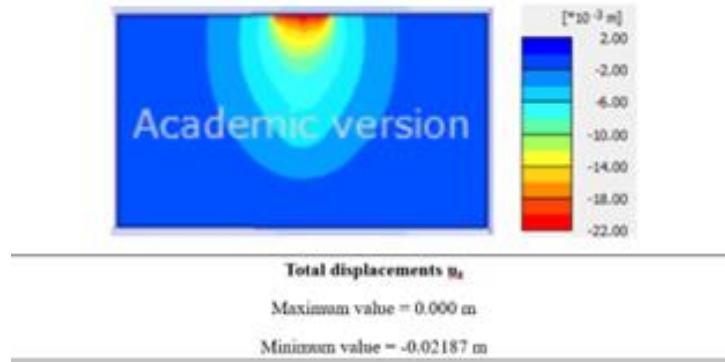 [*10⁻³ m]
2.00
-2.00
-6.00
-10.00
-14.00
-18.00
-22.00
Academic version
Total displacements uz
Maximum value = 0.000 m
Minimum value = -0.02187 m